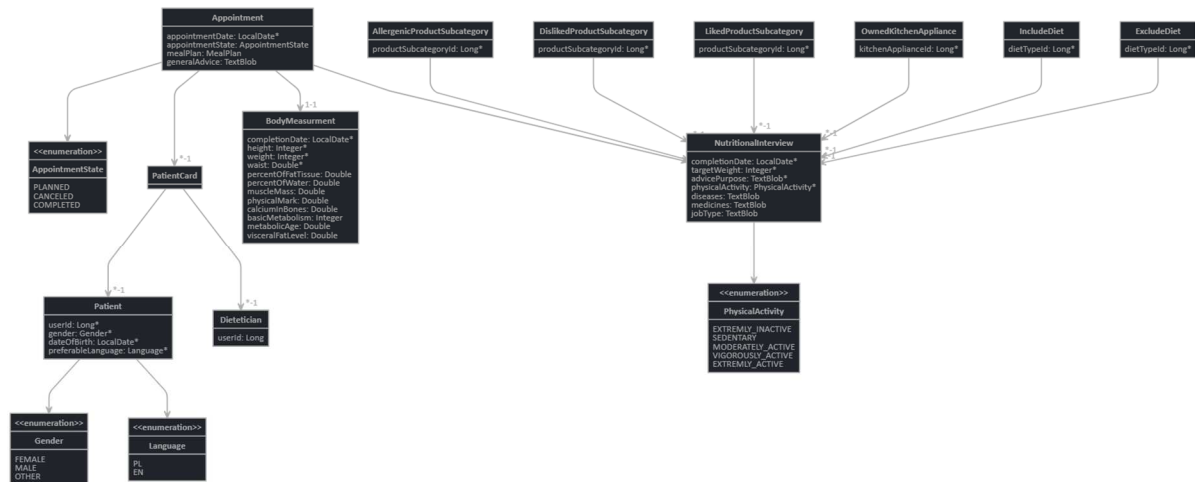 Appointment
appointmentDate: LocalDate*
appointmentState: AppointmentState
mealPlan: MealPlan
generalAdvice: TextBlob
AllergenicProductSubcategory
productSubcategoryId: Long*
DislikedProductSubcategory
productSubcategoryId: Long*
LikedProductSubcategory
productSubcategoryId: Long*
OwnedKitchenAppliance
kitchenApplianceId: Long*
IncludeDiet
dietTypeId: Long*
ExcludeDiet
dietTypeId: Long*
*-1
1-1
*-1
*-1
*-1
<<enumeration>>
AppointmentState
PLANNED
CANCELED
COMPLETED
PatientCard
BodyMeasurment
completionDate: LocalDate*
height: Integer*
weight: Integer*
waist: Double*
percentOfFatTissue: Double
percentOfWater: Double
muscleMass: Double
physicalMark: Double
calciumInBones: Double
basicMetabolism: Integer
metabolicAge: Double
visceralFatLevel: Double
NutritionalInterview
completionDate: LocalDate*
targetWeight: Integer*
advicePurpose: TextBlob*
physicalActivity: PhysicalActivity*
diseases: TextBlob
medicines: TextBlob
jobType: TextBlob
*-1
*-1
Patient
userId: Long*
gender: Gender*
dateOfBirth: LocalDate*
preferableLanguage: Language*
Dietetician
userId: Long
<<enumeration>>
PhysicalActivity
EXTREMLY_INACTIVE
SEDENTARY
MODERATELY_ACTIVE
VIGOROUSLY_ACTIVE
EXTREMLY_ACTIVE
<<enumeration>>
Gender
FEMALE
MALE
OTHER
<<enumeration>>
Language
PL
EN